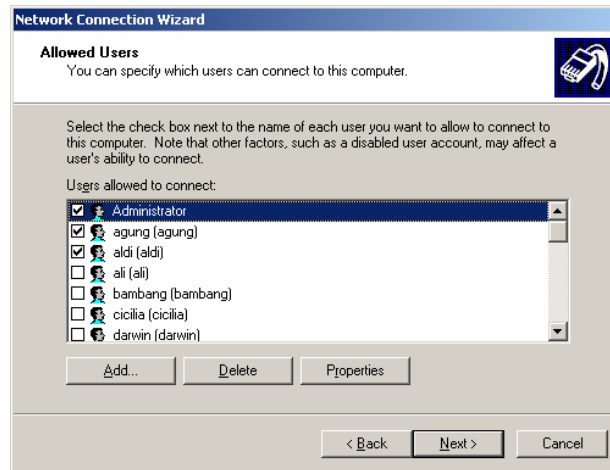 Network Connection Wizard
Allowed Users
You can specify which users can connect to this computer.
Select the check box next to the name of each user you want to allow to connect to
this computer. Note that other factors, such as a disabled user account, may affect a
user's ability to connect.
Users allowed to connect:
Administrator
agung (agung)
aldi (aldi)
ali (ali)
bambang (bambang)
cicilia (cicilia)
darwin (darwin)
Add... Delete Properties
< Back Next > Cancel